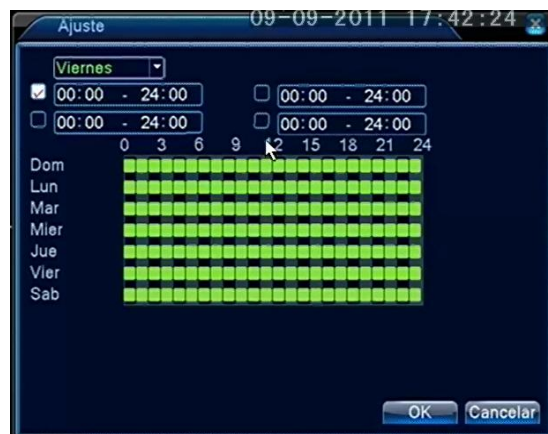 09-09-2011 17:42:24
Ajuste
Viernes
00:00 - 24:00 00:00 - 24:00
00:00 - 24:00 00:00 - 24:00
0 3 6 9 12 15 18 21 24
Dom
Lun
Mar
Mier
Jue
Vier
Sab
OK Cancelar